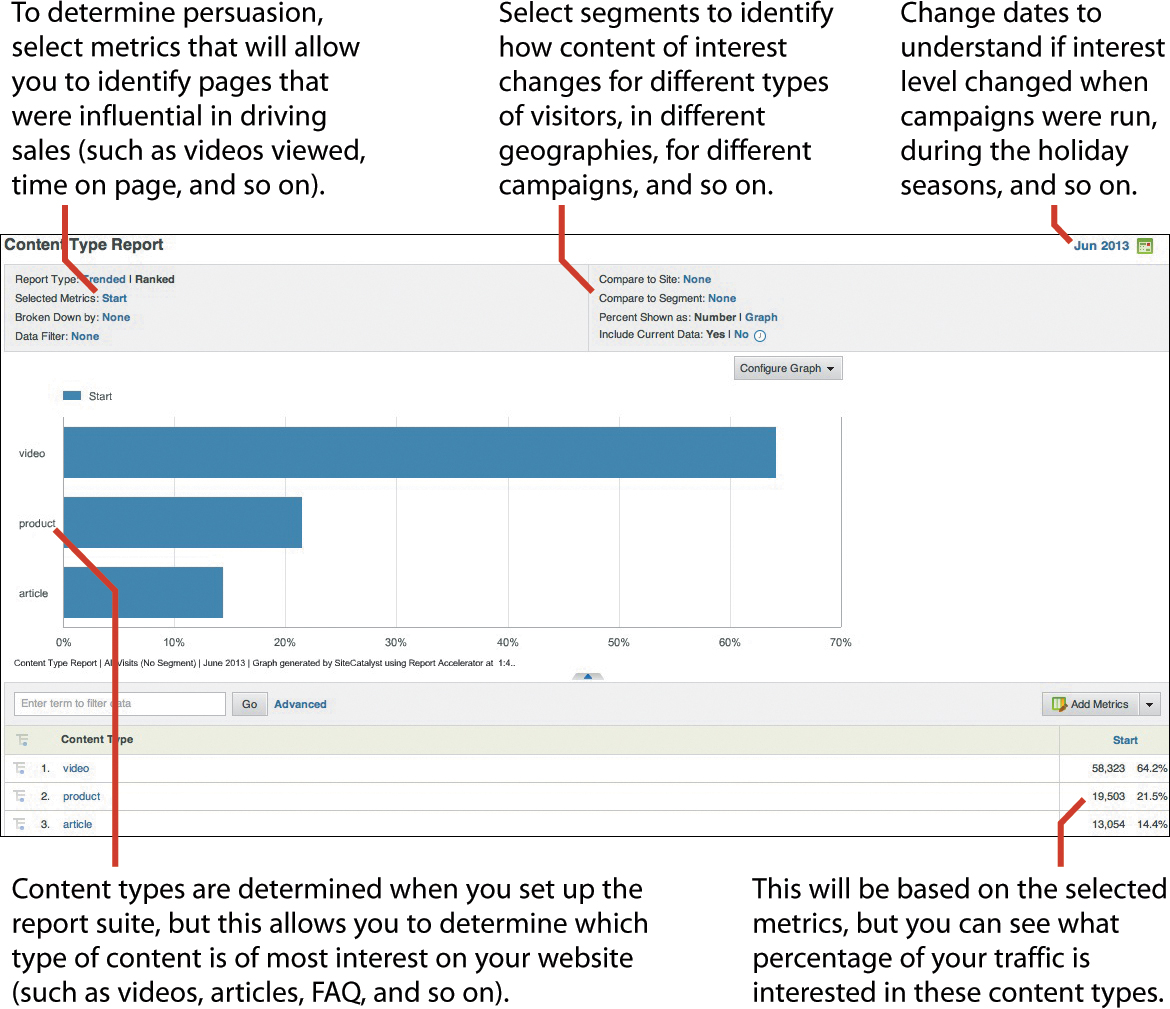 To determine persuasion,
select metrics that will allow
you to identify pages that
were influential in driving
sales (such as videos viewed,
time on page, and so on).
Select segments to identify
how content of interest
changes for different types
of visitors, in different
geographies, for different
campaigns, and so on.
Change dates to
understand if interest
level changed when
campaigns were run,
during the holiday
seasons, and so on.
Content Type Report
Jun 2013
Report Type: Trended | Ranked
Selected Metrics: Start
Broken Down by: None
Data Filter: None
Compare to Site: None
Compare to Segment: None
Percent Shown as: Number | Graph
Include Current Data: Yes | No i
Configure Graph
Start
video
product
article
0% 10% 20% 30% 40% 50% 60% 70%
Content Type Report | All Visits (No Segment) | June 2013 | Graph generated by SiteCatalyst using Report Accelerator at 1:4..
Enter term to filter data Go Advanced Add Metrics
Content Type Start
1. video 58,323 64.2%
2. product 19,503 21.5%
3. article 13,054 14.4%
Content types are determined when you set up the
report suite, but this allows you to determine which
type of content is of most interest on your website
(such as videos, articles, FAQ, and so on).
This will be based on the selected
metrics, but you can see what
percentage of your traffic is
interested in these content types.